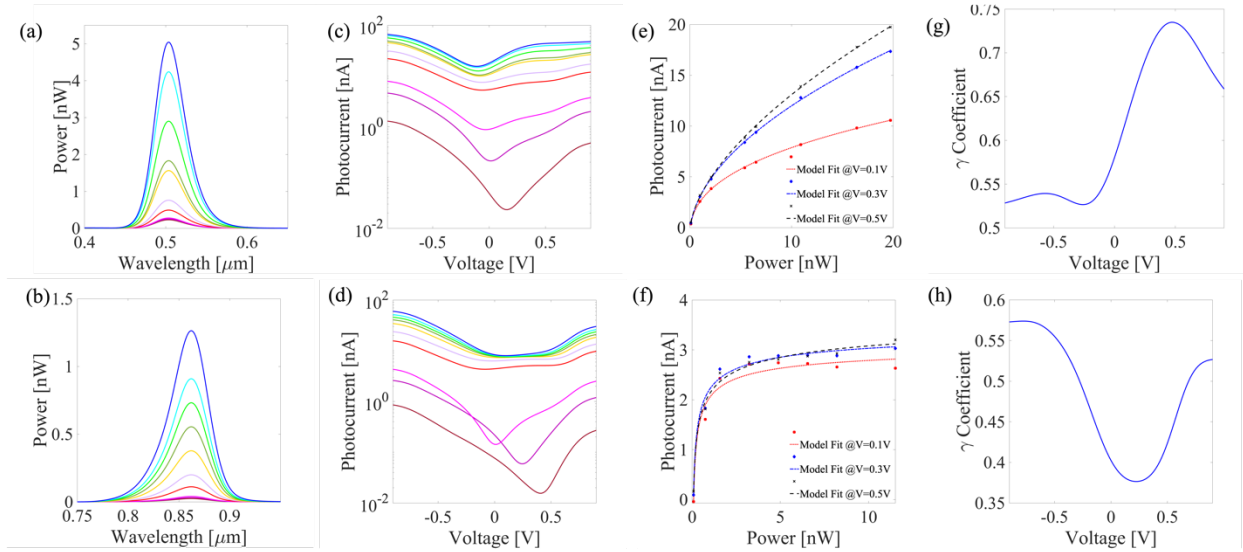 (a)
Power [nW]
5
4
3
2
1
0
0.4
0.5
0.6
Wavelength [μm]
(c)
Photocurrent [nA]
10²
10⁰
10⁻²
-0.5
0
0.5
Voltage [V]
(e)
Photocurrent [nA]
20
15
10
5
0
0
10
20
Power [nW]
Model Fit @V=0.1V
Model Fit @V=0.3V
Model Fit @V=0.5V
(g)
γ Coefficient
0.75
0.7
0.65
0.6
0.55
0.5
-0.5
0
0.5
Voltage [V]
(b)
Power [nW]
1.5
1
0.5
0
0.75
0.8
0.85
0.9
Wavelength [μm]
(d)
Photocurrent [nA]
10²
10⁰
10⁻²
-0.5
0
0.5
Voltage [V]
(f)
Photocurrent [nA]
4
3
2
1
0
0
5
10
Power [nW]
Model Fit @V=0.1V
Model Fit @V=0.3V
Model Fit @V=0.5V
(h)
γ Coefficient
0.6
0.55
0.5
0.45
0.4
0.35
-0.5
0
0.5
Voltage [V]